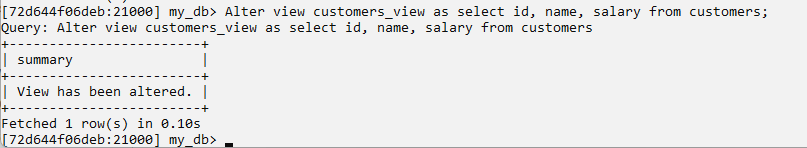 [72d644f06deb:21000] my_db> Alter view customers_view as select id, name, salary from customers;
Query: Alter view customers_view as select id, name, salary from customers
+------------------------+
| summary                |
+------------------------+
| View has been altered. |
+------------------------+
Fetched 1 row(s) in 0.10s
[72d644f06deb:21000] my_db>